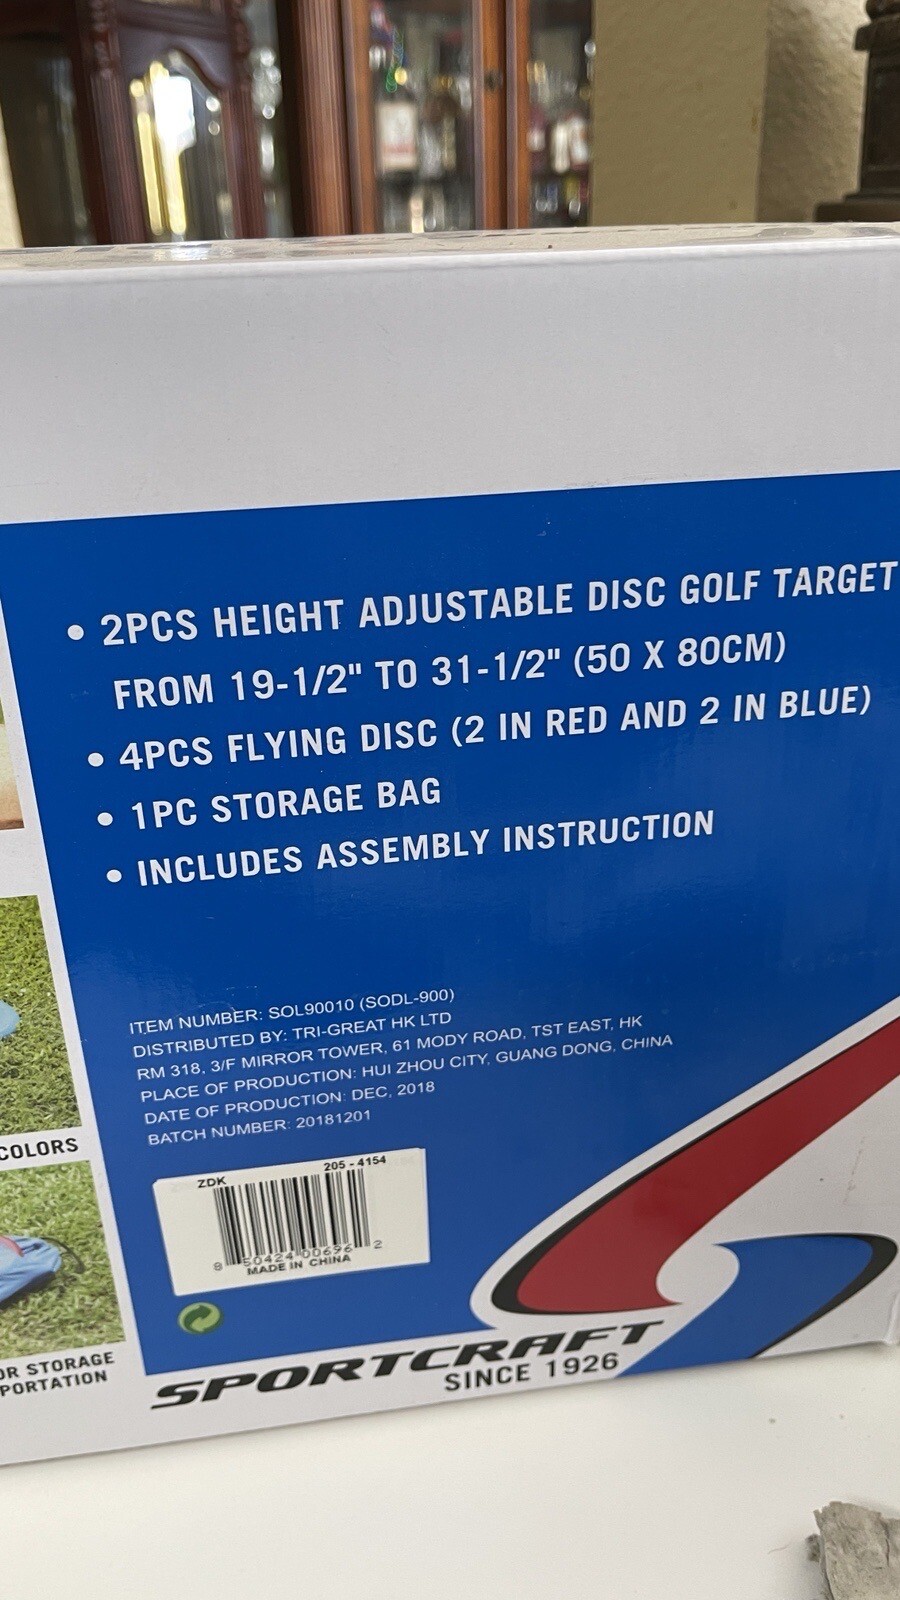 • 2PCS HEIGHT ADJUSTABLE DISC GOLF TARGET
FROM 19-1/2" TO 31-1/2" (50 X 80CM)
• 4PCS FLYING DISC (2 IN RED AND 2 IN BLUE)
• 1PC STORAGE BAG
• INCLUDES ASSEMBLY INSTRUCTION
ITEM NUMBER: SOL90010 (SODL-900)
DISTRIBUTED BY: TRI-GREAT HK LTD
RM 318, 3/F MIRROR TOWER, 61 MODY ROAD, TST EAST, HK
PLACE OF PRODUCTION: HUI ZHOU CITY, GUANG DONG, CHINA
DATE OF PRODUCTION: DEC, 2018
BATCH NUMBER: 20181201
COLORS
ZDK 205-4154
8 50424 00696 2
MADE IN CHINA
OR STORAGE
PORTATION
SPORTCRAFT
SINCE 1926